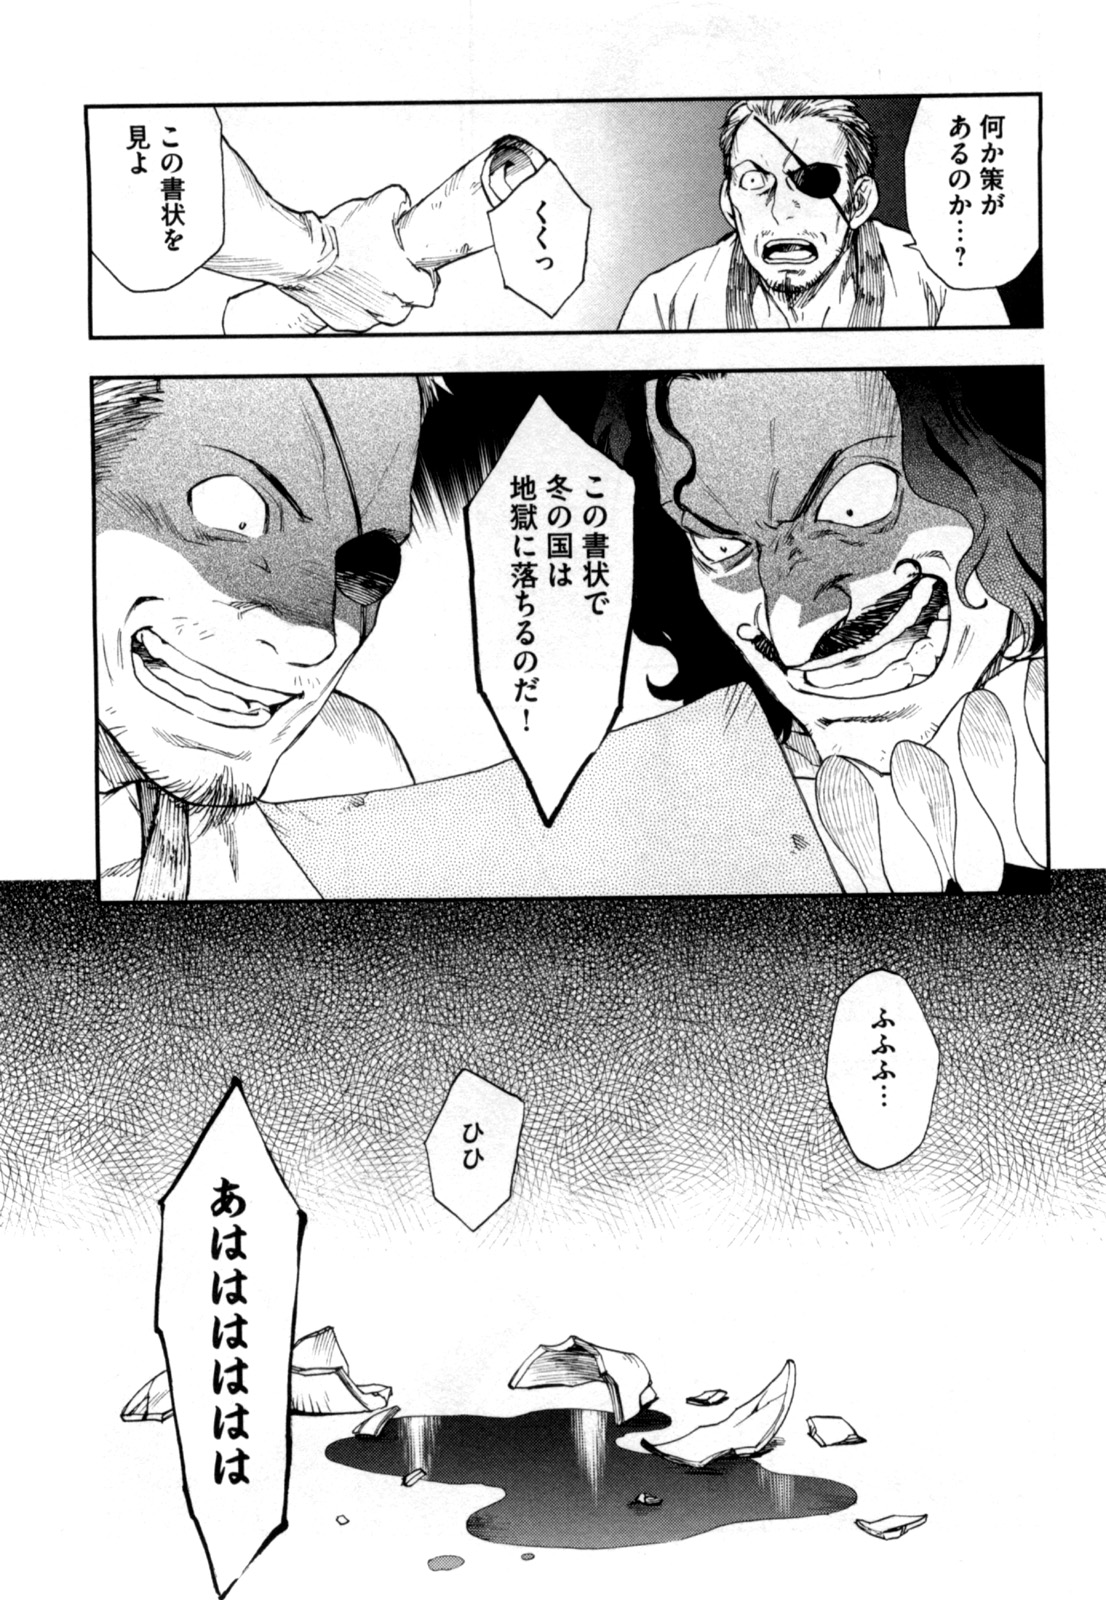 何か策が
あるのか…?
くくっ
この書状を
見よ
この書状で
冬の国は
地獄に落ちるのだ!
ふふふ…
ひひ
あははははははは